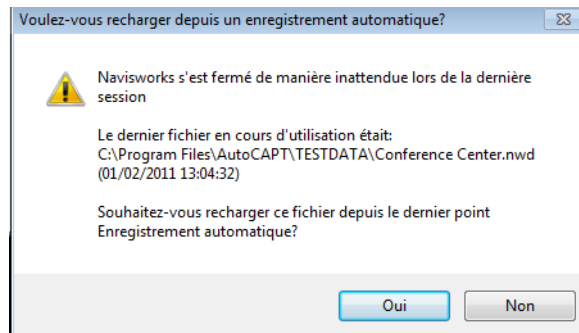 Voulez-vous recharger depuis un enregistrement automatique?
Navisworks s'est fermé de manière inattendue lors de la dernière
session
Le dernier fichier en cours d'utilisation était:
C:\Program Files\AutoCAPT\TESTDATA\Conference Center.nwd
(01/02/2011 13:04:32)
Souhaitez-vous recharger ce fichier depuis le dernier point
Enregistrement automatique?
Oui
Non